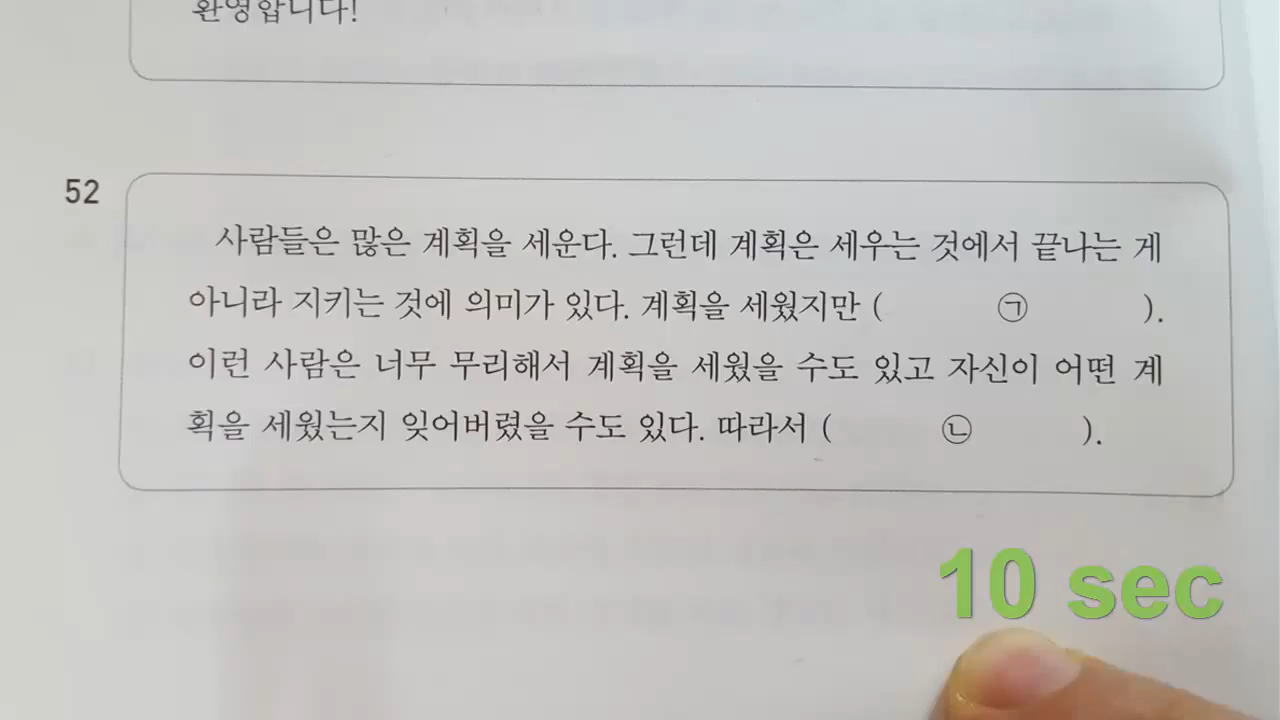 환영합니다!
52
사람들은 많은 계획을 세운다. 그런데 계획은 세우는 것에서 끝나는 게
아니라 지키는 것에 의미가 있다. 계획을 세웠지만 ( ㉠ ).
이런 사람은 너무 무리해서 계획을 세웠을 수도 있고 자신이 어떤 계
획을 세웠는지 잊어버렸을 수도 있다. 따라서 ( ㉡ ).
10 sec